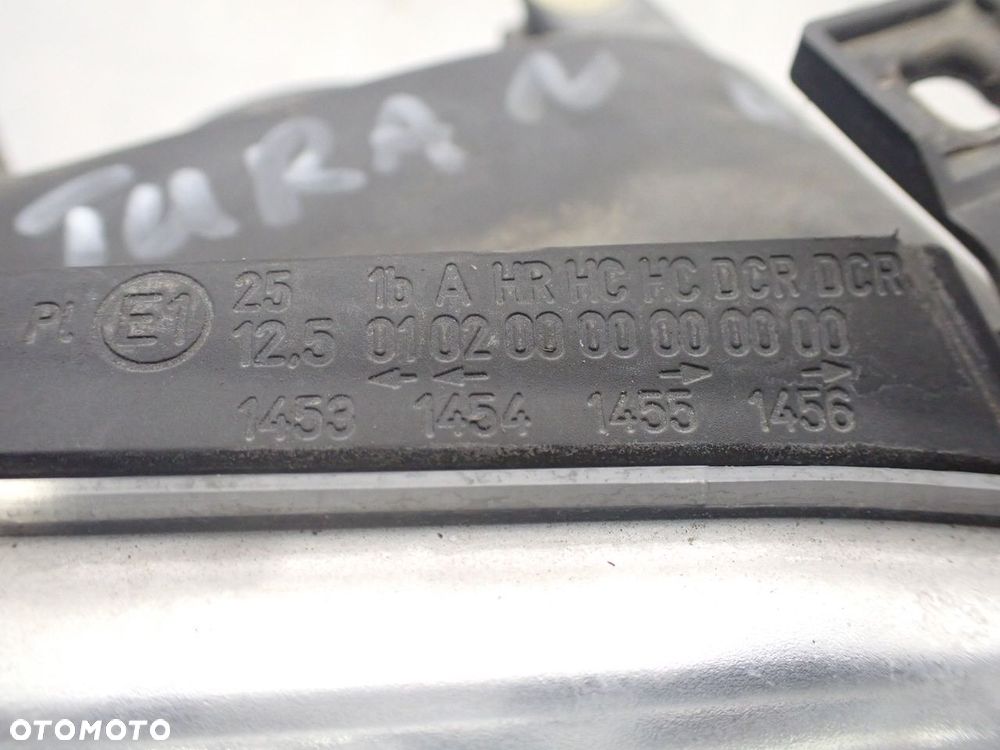 TURAN
Pl E1 25 1b A HR HC HC DCR DCR
12,5 01 02 00 00 00 00 00
← ← → →
1453 1454 1455 1456
OTOMOTO